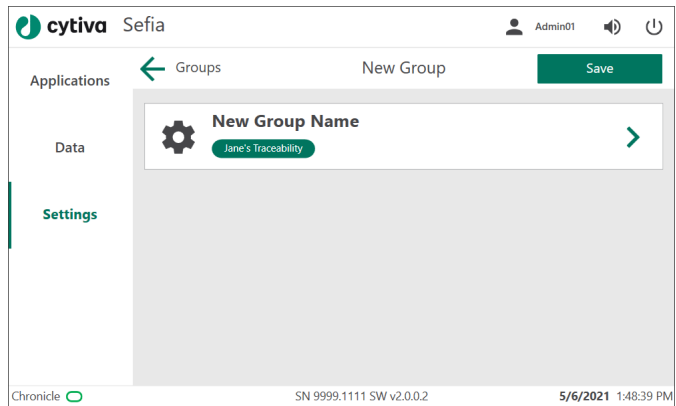 cytiva Sefia Admin01
Applications
Data
Settings
Groups New Group Save
New Group Name
Jane's Traceability
Chronicle SN 9999.1111 SW v2.0.0.2 5/6/2021 1:48:39 PM